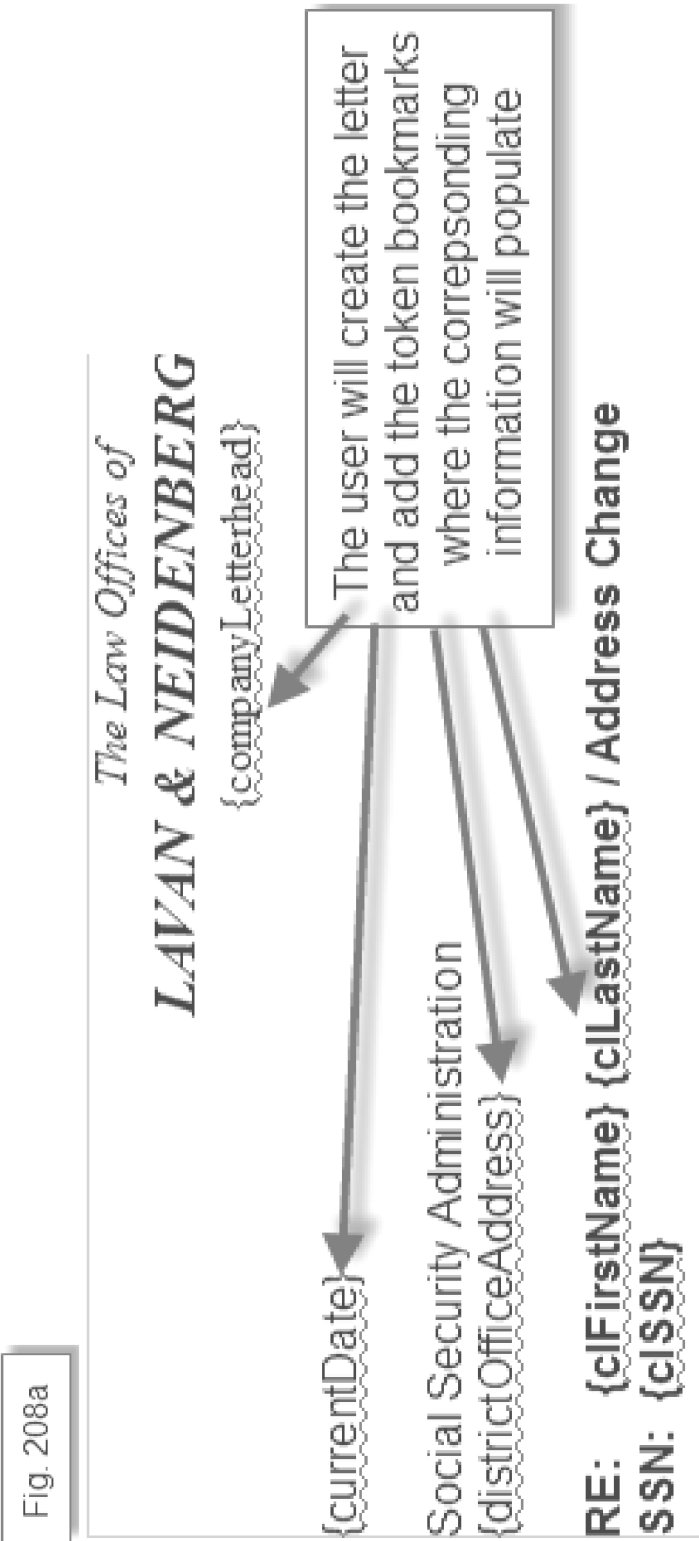 Fig. 208a
The Law Offices of
LAVAN & NEIDENBERG
{companyLetterhead}
The user will create the letter
and add the token bookmarks
where the correpsonding
information will populate
{currentDate}
Social Security Administration
{districtOfficeAddress}
RE: {clFirstName} {clLastName} / Address Change
SSN: {clSSN}